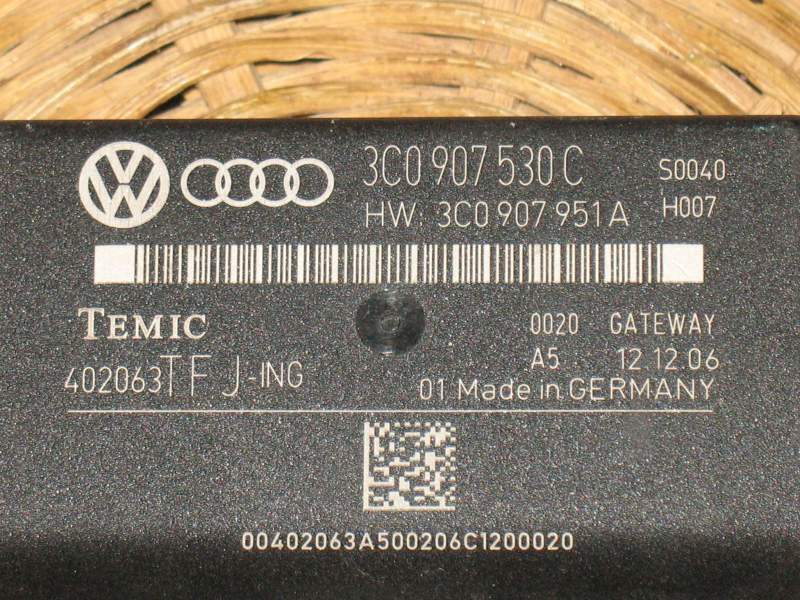 VW 3C0 907 530 C S0040
HW: 3C0 907 951 A H007
TEMIC 0020 GATEWAY
402063TFJ-ING A5 12.12.06
01 Made in GERMANY
00402063A500206C1200020